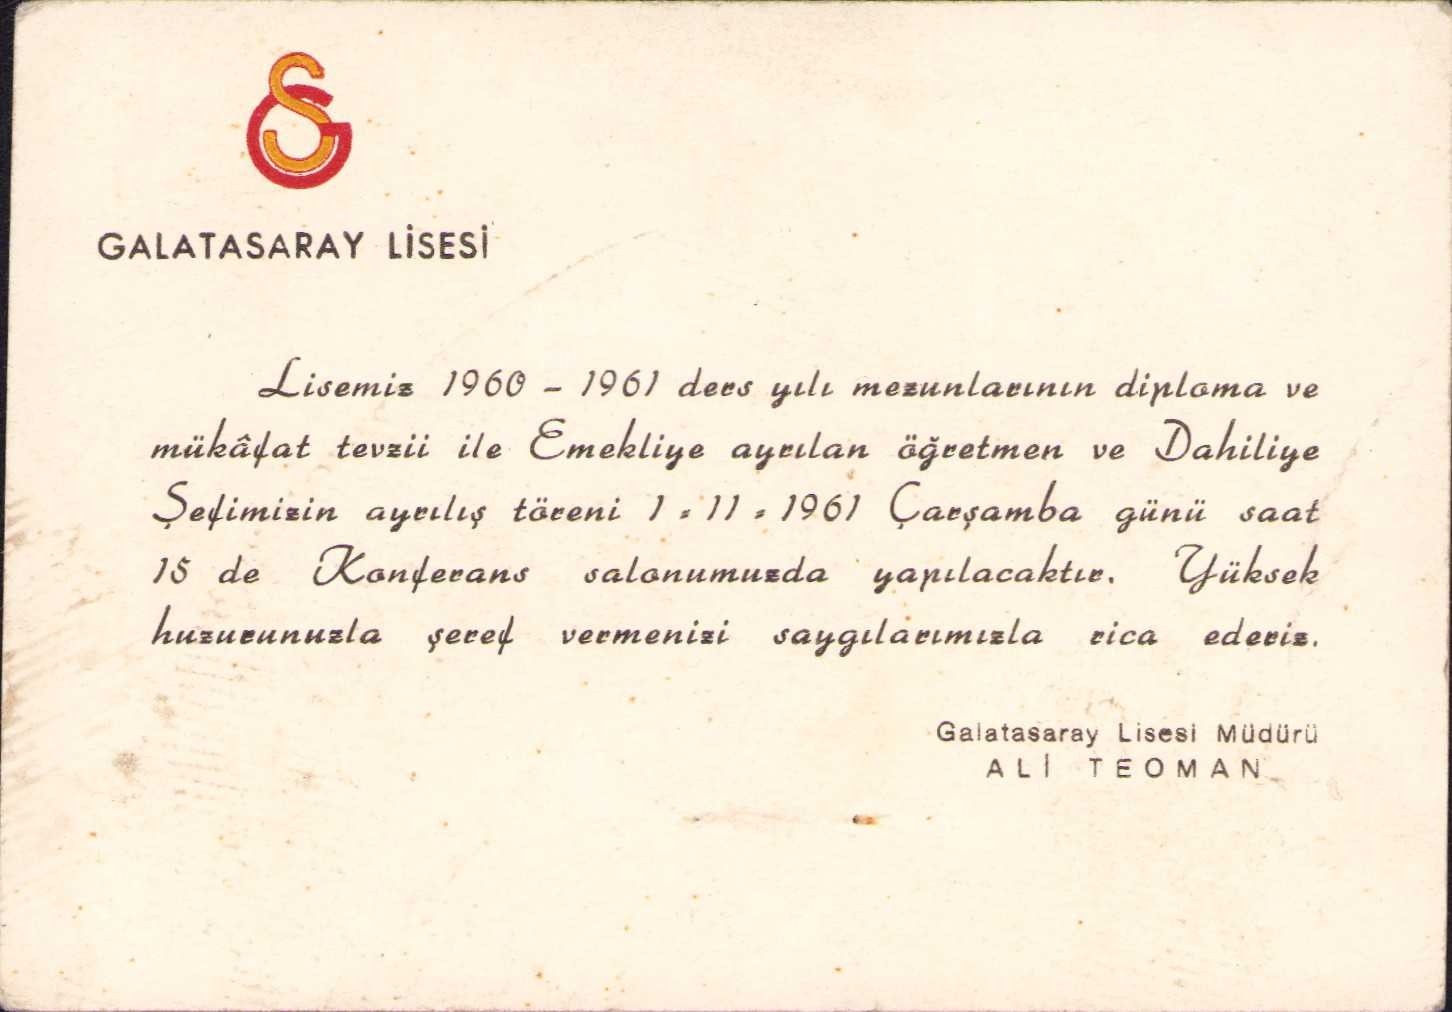 GS
GALATASARAY LİSESİ
Lisemiz 1960 - 1961 ders yılı mezunlarının diploma ve
mükâfat tevzii ile Emekliye ayrılan öğretmen ve Dahiliye
Şefimizin ayrılış töreni 1 - 11 - 1961 Çarşamba günü saat
15 de Konferans salonumuzda yapılacaktır. Yüksek
huzurunuzla şeref vermenizi saygılarımızla rica ederiz.
Galatasaray Lisesi Müdürü
ALİ TEOMAN